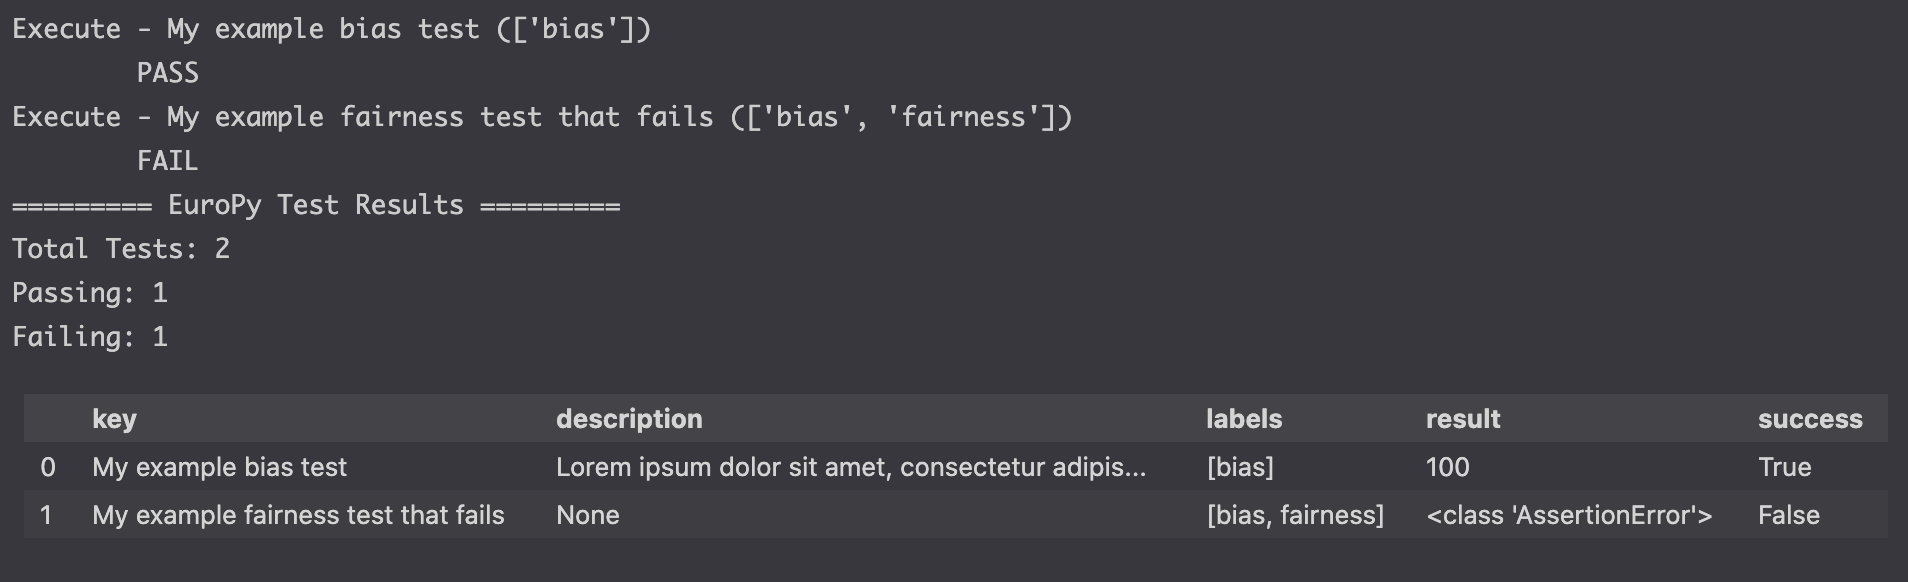 Execute - My example bias test (['bias'])
PASS
Execute - My example fairness test that fails (['bias', 'fairness'])
FAIL
========= EuroPy Test Results =========
Total Tests: 2
Passing: 1
Failing: 1
key description labels result success
0 My example bias test Lorem ipsum dolor sit amet, consectetur adipis... [bias] 100 True
1 My example fairness test that fails None [bias, fairness] <class 'AssertionError'> False